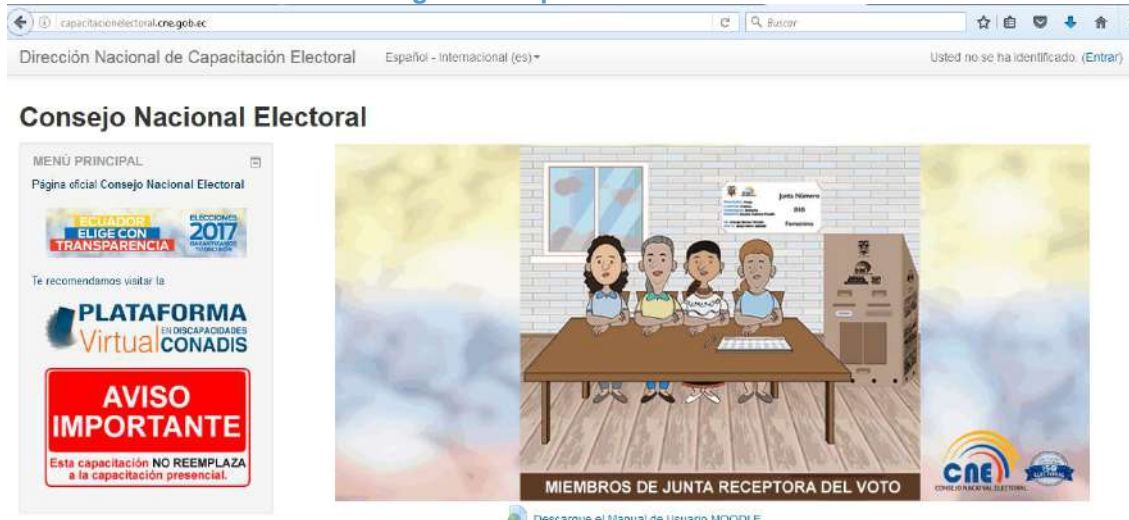 capacitacionelectoral.cne.gob.ec
Buscar
Dirección Nacional de Capacitación Electoral
Español - Internacional (es)
Usted no se ha identificado. (Entrar)
Consejo Nacional Electoral
MENÚ PRINCIPAL
Página oficial Consejo Nacional Electoral
ECUADOR
ELIGE CON
TRANSPARENCIA
ELECCIONES
2017
Te recomendamos visitar la
PLATAFORMA
Virtual EN DISCAPACIDADES
CONADIS
AVISO
IMPORTANTE
Esta capacitación NO REEMPLAZA
a la capacitación presencial.
Junta Número
Femenino
MIEMBROS DE JUNTA RECEPTORA DEL VOTO
cne
CONSEJO NACIONAL ELECTORAL
Descargue el Manual de Usuario MOODLE